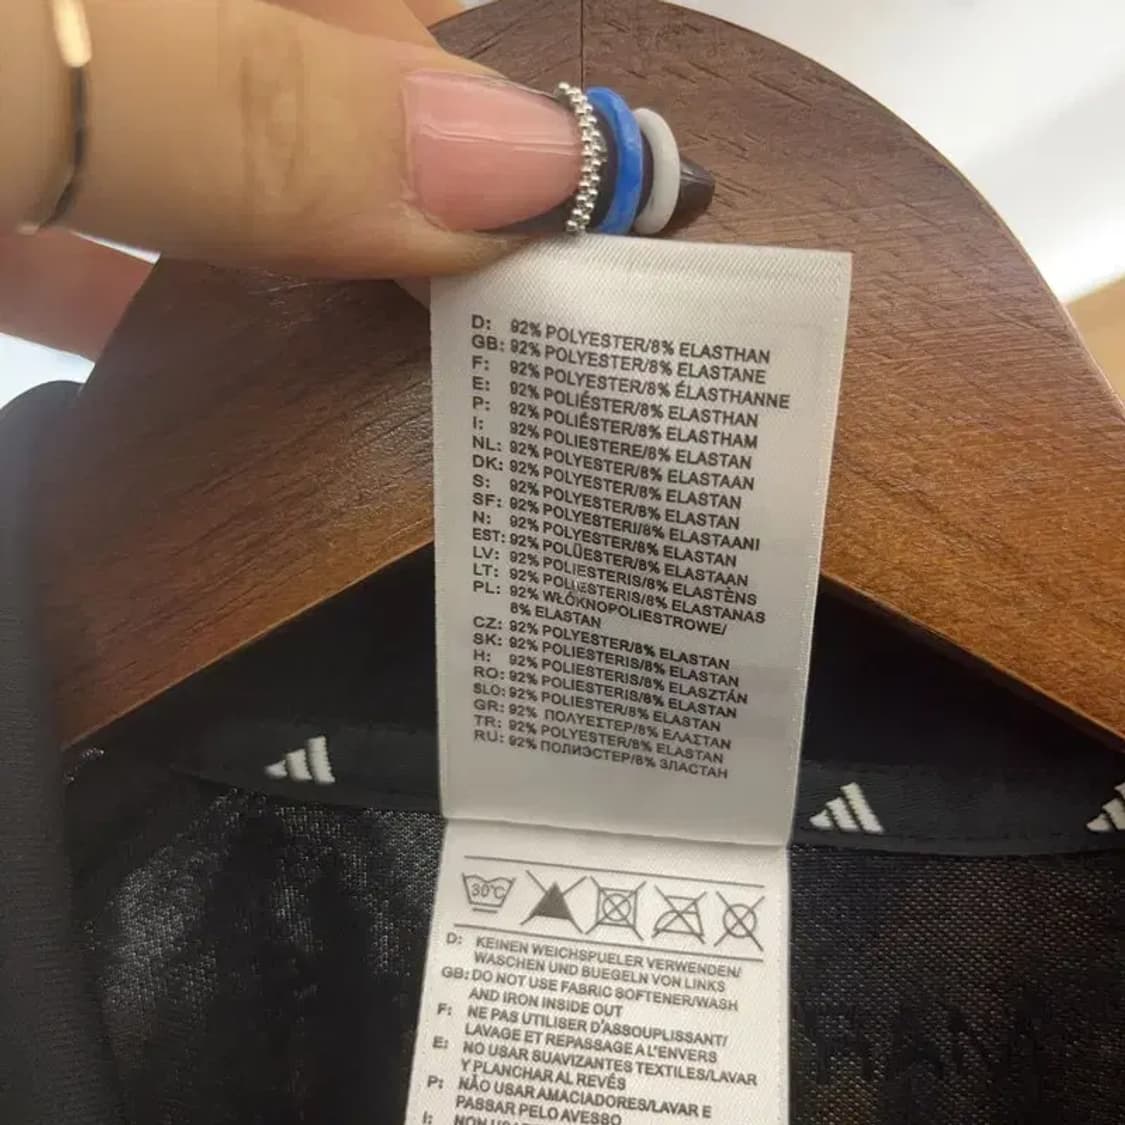 D: 92% POLYESTER/8% ELASTHAN
GB: 92% POLYESTER/8% ELASTANE
F: 92% POLYESTER/8% ÉLASTHANNE
E: 92% POLIÉSTER/8% ELASTHAN
P: 92% POLIÉSTER/8% ELASTHAM
I: 92% POLIESTERE/8% ELASTAN
NL: 92% POLYESTER/8% ELASTAAN
DK: 92% POLYESTER/8% ELASTAN
S: 92% POLYESTER/8% ELASTAN
SF: 92% POLYESTERI/8% ELASTAANI
N: 92% POLYESTER/8% ELASTAN
EST: 92% POLÜESTER/8% ELASTAAN
LV: 92% POLIESTERIS/8% ELASTĒNS
LT: 92% POLIESTERIS/8% ELASTANAS
PL: 92% WŁÓKNOPOLIESTROWE/
8% ELASTAN
CZ: 92% POLYESTER/8% ELASTAN
SK: 92% POLIESTERIS/8% ELASTAN
H: 92% POLIESTERIS/8% ELASZTÁN
RO: 92% POLIESTERIS/8% ELASTAN
SLO: 92% POLIESTER/8% ELASTAN
GR: 92% ΠΟΛΥΕΣΤΕΡ/8% ΕΛΑΣΤΑΝ
TR: 92% POLYESTER/8% ELASTAN
RU: 92% ПОЛИЭСТЕР/8% ЗЛАСТАН
30°C
D: KEINEN WEICHSPUELER VERWENDEN/
WASCHEN UND BUEGELN VON LINKS
GB: DO NOT USE FABRIC SOFTENER/WASH
AND IRON INSIDE OUT
F: NE PAS UTILISER D'ASSOUPLISSANT/
LAVAGE ET REPASSAGE A L'ENVERS
E: NO USAR SUAVIZANTES TEXTILES/LAVAR
Y PLANCHAR AL REVÉS
P: NÃO USAR AMACIADORES/LAVAR E
PASSAR PELO AVESSO
I: NON USARE